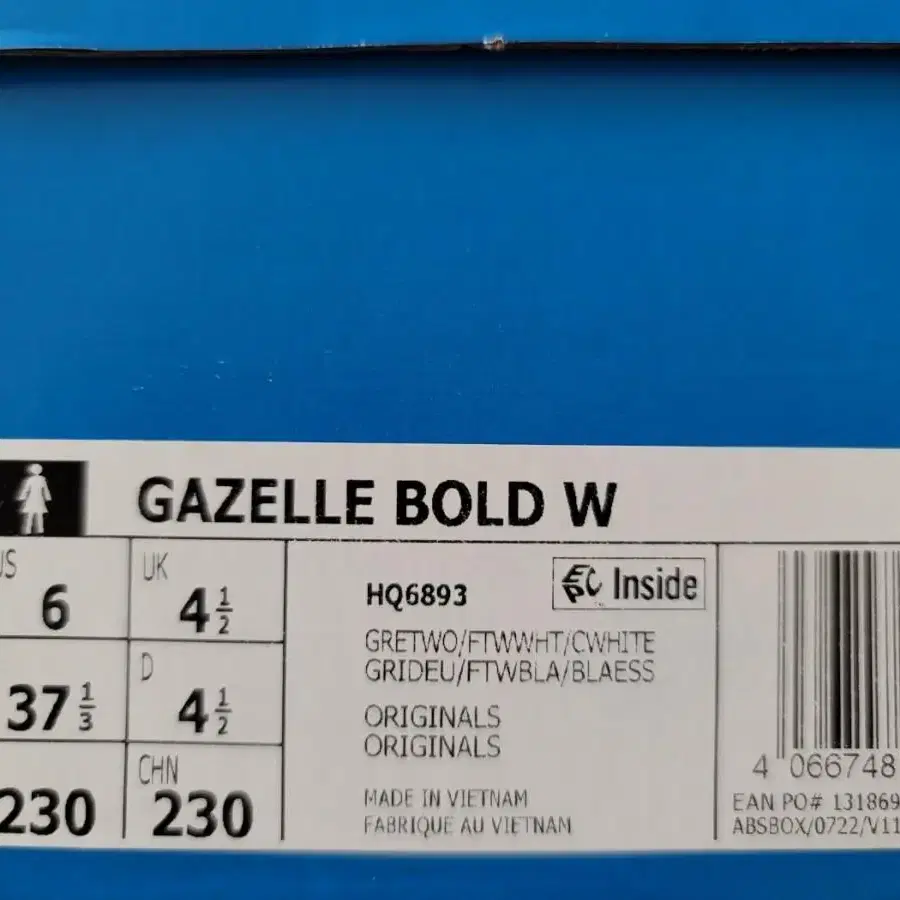 GAZELLE BOLD W
US UK
6 4 1/2
D
37 1/3 4 1/2
CHN
230 230
HQ6893
EPC Inside
GRETWO/FTWWHT/CWHITE
GRIDEU/FTWBLA/BLAESS
ORIGINALS
ORIGINALS
MADE IN VIETNAM
FABRIQUE AU VIETNAM
4 066748
EAN PO# 131869
ABSBOX/0722/V11